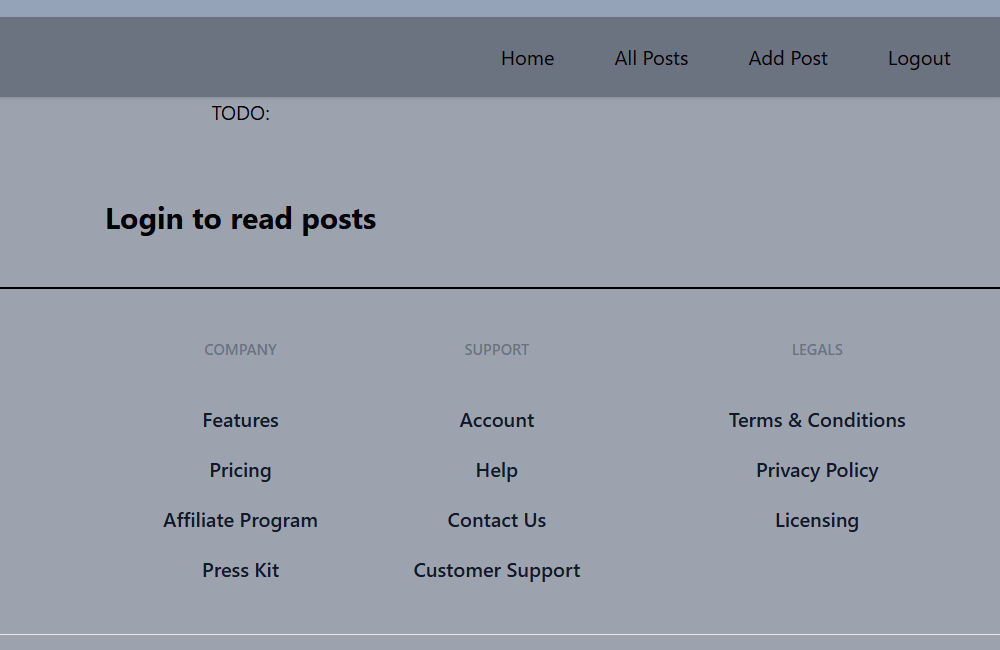 Home All Posts Add Post Logout
TODO:
Login to read posts
COMPANY SUPPORT LEGALS
Features Account Terms & Conditions
Pricing Help Privacy Policy
Affiliate Program Contact Us Licensing
Press Kit Customer Support